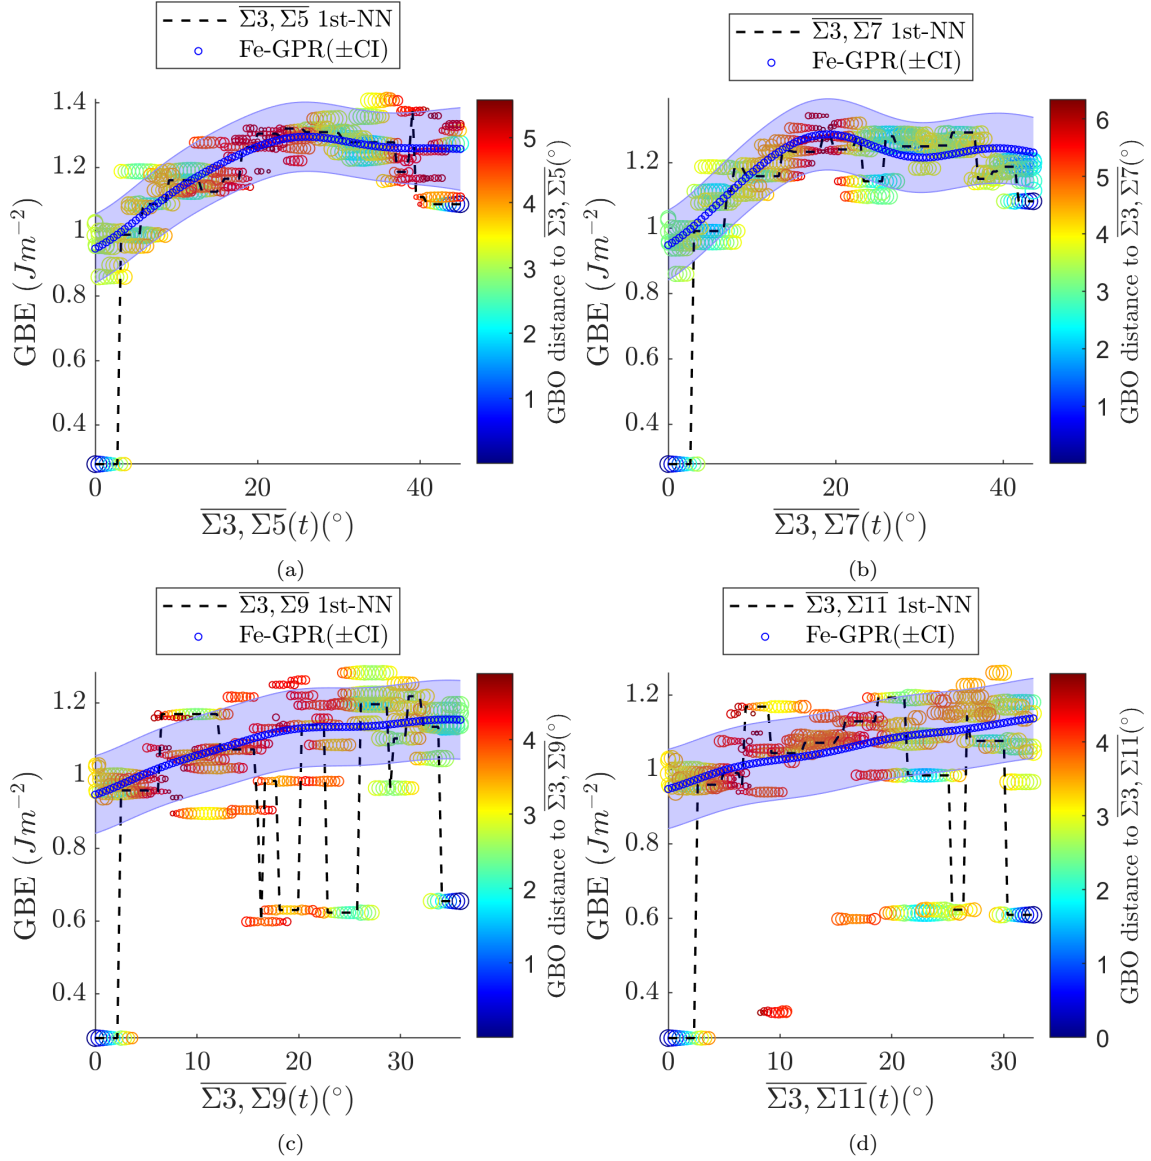 Σ3, Σ5 1st-NN
Fe-GPR(±CI)
1.4
1.2
1
0.8
0.6
0.4
GBE (Jm⁻²)
0
20
40
Σ3, Σ5(t)(°)
5
4
3
2
1
GBO distance to Σ3, Σ5(°)
(a)
Σ3, Σ7 1st-NN
Fe-GPR(±CI)
1.2
1
0.8
0.6
0.4
GBE (Jm⁻²)
0
20
40
Σ3, Σ7(t)(°)
6
5
4
3
2
1
GBO distance to Σ3, Σ7(°)
(b)
Σ3, Σ9 1st-NN
Fe-GPR(±CI)
1.2
1
0.8
0.6
0.4
GBE (Jm⁻²)
0
10
20
30
Σ3, Σ9(t)(°)
4
3
2
1
GBO distance to Σ3, Σ9(°)
(c)
Σ3, Σ11 1st-NN
Fe-GPR(±CI)
1.2
1
0.8
0.6
0.4
GBE (Jm⁻²)
0
10
20
30
Σ3, Σ11(t)(°)
4
3
2
1
0
GBO distance to Σ3, Σ11(°)
(d)